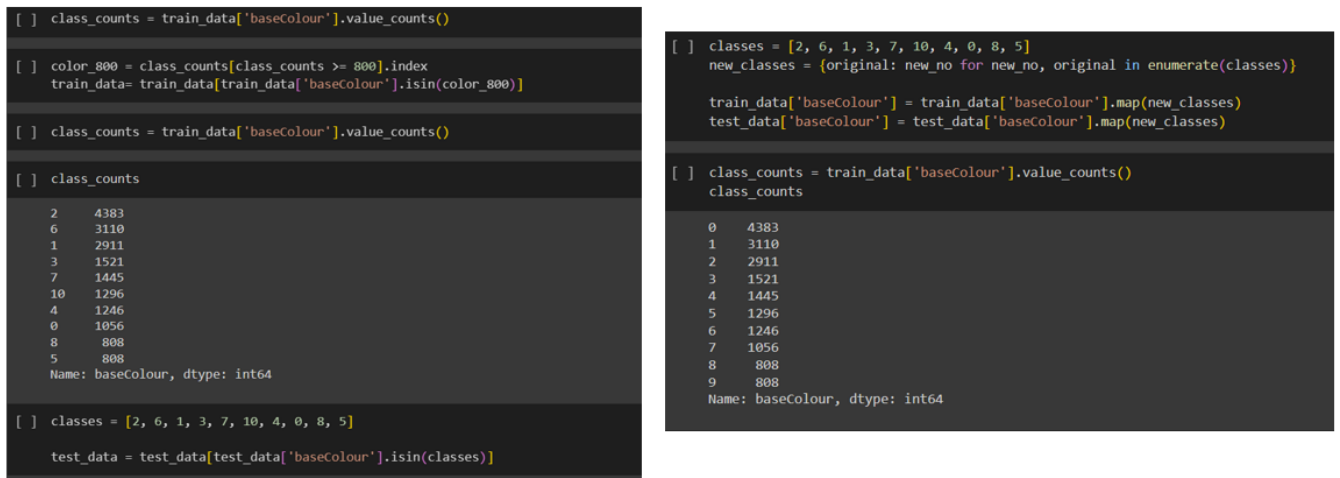 [ ] class_counts = train_data['baseColour'].value_counts()
[ ] color_800 = class_counts[class_counts >= 800].index
train_data= train_data[train_data['baseColour'].isin(color_800)]
[ ] class_counts = train_data['baseColour'].value_counts()
[ ] class_counts
2 4383
6 3110
1 2911
3 1521
7 1445
10 1296
4 1246
0 1056
8 808
5 808
Name: baseColour, dtype: int64
[ ] classes = [2, 6, 1, 3, 7, 10, 4, 0, 8, 5]
test_data = test_data[test_data['baseColour'].isin(classes)]
[ ] classes = [2, 6, 1, 3, 7, 10, 4, 0, 8, 5]
new_classes = {original: new_no for new_no, original in enumerate(classes)}
train_data['baseColour'] = train_data['baseColour'].map(new_classes)
test_data['baseColour'] = test_data['baseColour'].map(new_classes)
[ ] class_counts = train_data['baseColour'].value_counts()
class_counts
0 4383
1 3110
2 2911
3 1521
4 1445
5 1296
6 1246
7 1056
8 808
9 808
Name: baseColour, dtype: int64